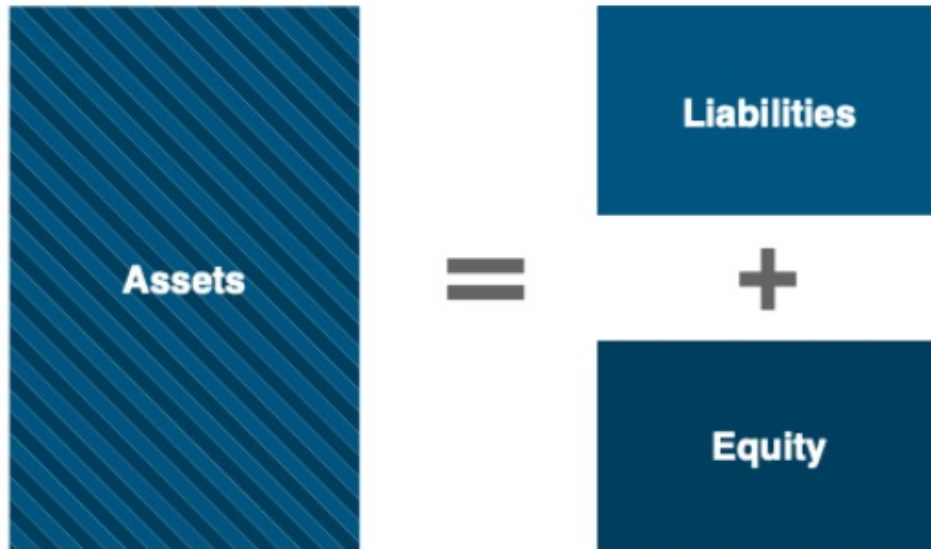 Assets
=
Liabilities
+
Equity